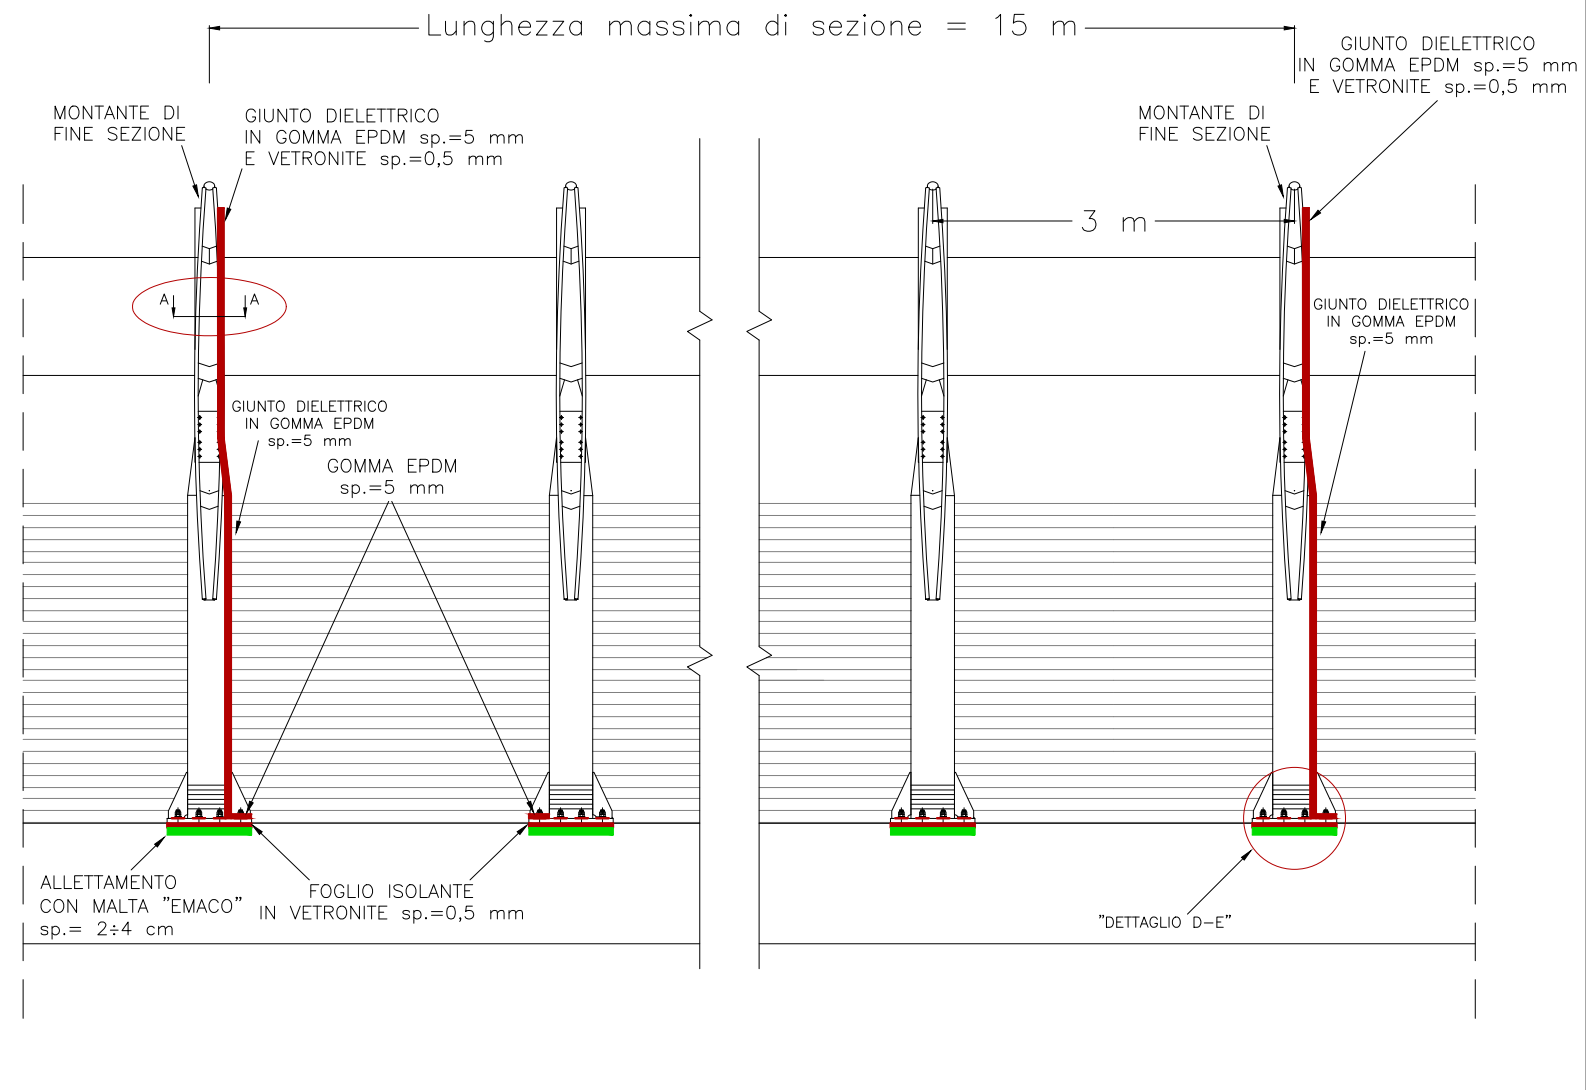 Lunghezza massima di sezione = 15 m
GIUNTO DIELETTRICO
IN GOMMA EPDM sp.=5 mm
E VETRONITE sp.=0,5 mm
MONTANTE DI
FINE SEZIONE
GIUNTO DIELETTRICO
IN GOMMA EPDM sp.=5 mm
E VETRONITE sp.=0,5 mm
MONTANTE DI
FINE SEZIONE
3 m
A A
GIUNTO DIELETTRICO
IN GOMMA EPDM
sp.=5 mm
GIUNTO DIELETTRICO
IN GOMMA EPDM
sp.=5 mm
GOMMA EPDM
sp.=5 mm
ALLETTAMENTO
CON MALTA "EMACO"
sp.= 2÷4 cm
FOGLIO ISOLANTE
IN VETRONITE sp.=0,5 mm
"DETTAGLIO D-E"